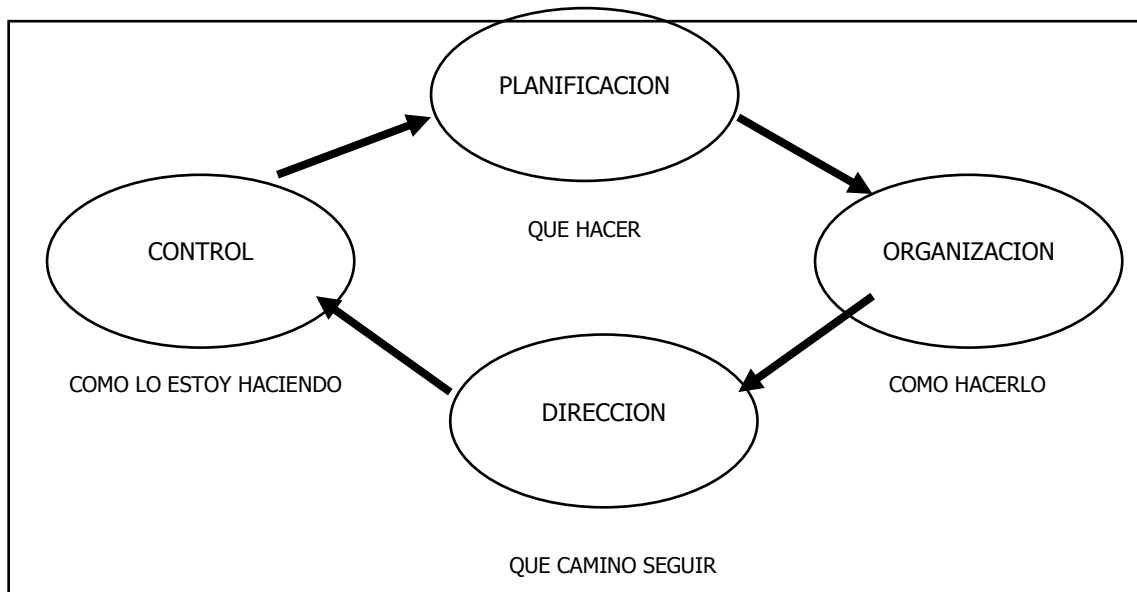 PLANIFICACION
QUE HACER
CONTROL
ORGANIZACION
COMO LO ESTOY HACIENDO
COMO HACERLO
DIRECCION
QUE CAMINO SEGUIR